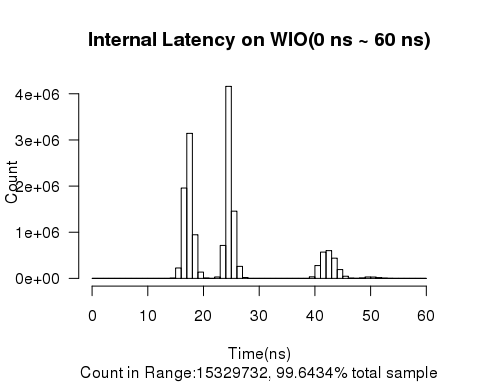 Internal Latency on WIO(0 ns ~ 60 ns)
Count
4e+06
3e+06
2e+06
1e+06
0e+00
0 10 20 30 40 50 60
Time(ns)
Count in Range:15329732, 99.6434% total sample